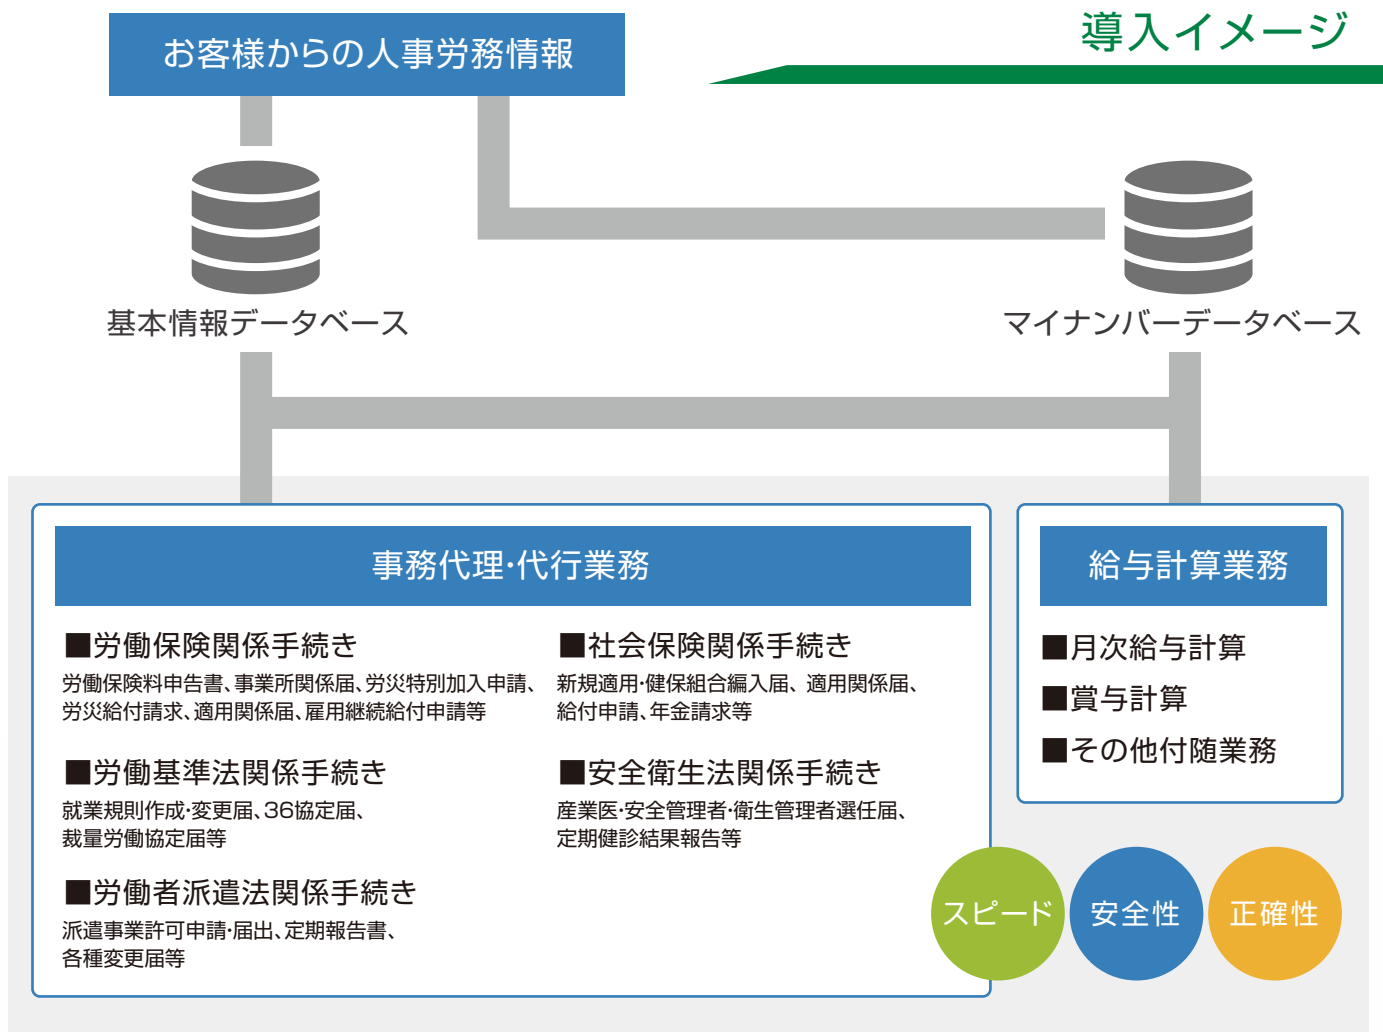 導入イメージ
お客様からの人事労務情報
基本情報データベース
マイナンバーデータベース
事務代理・代行業務
■労働保険関係手続き
労働保険料申告書、事業所関係届、労災特別加入申請、
労災給付請求、適用関係届、雇用継続給付申請等
■社会保険関係手続き
新規適用・健保組合編入届、適用関係届、
給付申請、年金請求等
■労働基準法関係手続き
就業規則作成・変更届、36協定届、
裁量労働協定届等
■安全衛生法関係手続き
産業医・安全管理者・衛生管理者選任届、
定期健診結果報告等
■労働者派遣法関係手続き
派遣事業許可申請・届出、定期報告書、
各種変更届等
給与計算業務
■月次給与計算
■賞与計算
■その他付随業務
スピード
安全性
正確性